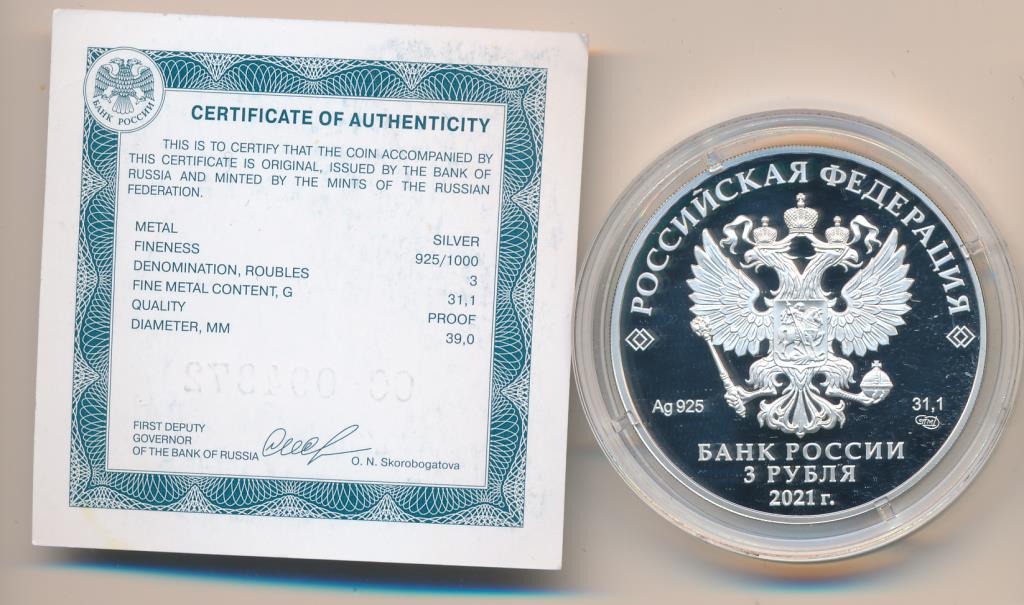 БАНК РОССИИ
CERTIFICATE OF AUTHENTICITY
THIS IS TO CERTIFY THAT THE COIN ACCOMPANIED BY
THIS CERTIFICATE IS ORIGINAL, ISSUED BY THE BANK OF
RUSSIA AND MINTED BY THE MINTS OF THE RUSSIAN
FEDERATION.
METAL SILVER
FINENESS 925/1000
DENOMINATION, ROUBLES 3
FINE METAL CONTENT, G 31,1
QUALITY PROOF
DIAMETER, MM 39,0
FIRST DEPUTY
GOVERNOR
OF THE BANK OF RUSSIA O. N. Skorobogatova
РОССИЙСКАЯ ФЕДЕРАЦИЯ
Ag 925 31,1
БАНК РОССИИ
3 РУБЛЯ
2021 г.